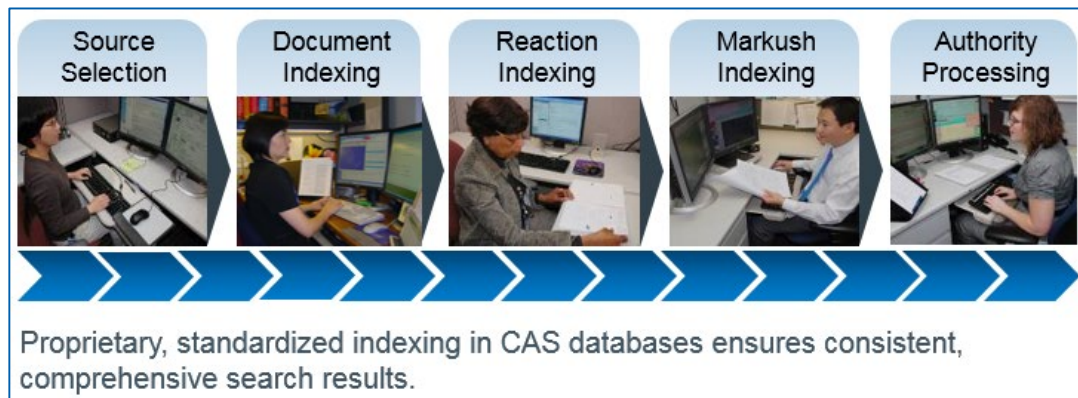 Source
Selection
Document
Indexing
Reaction
Indexing
Markush
Indexing
Authority
Processing
Proprietary, standardized indexing in CAS databases ensures consistent,
comprehensive search results.